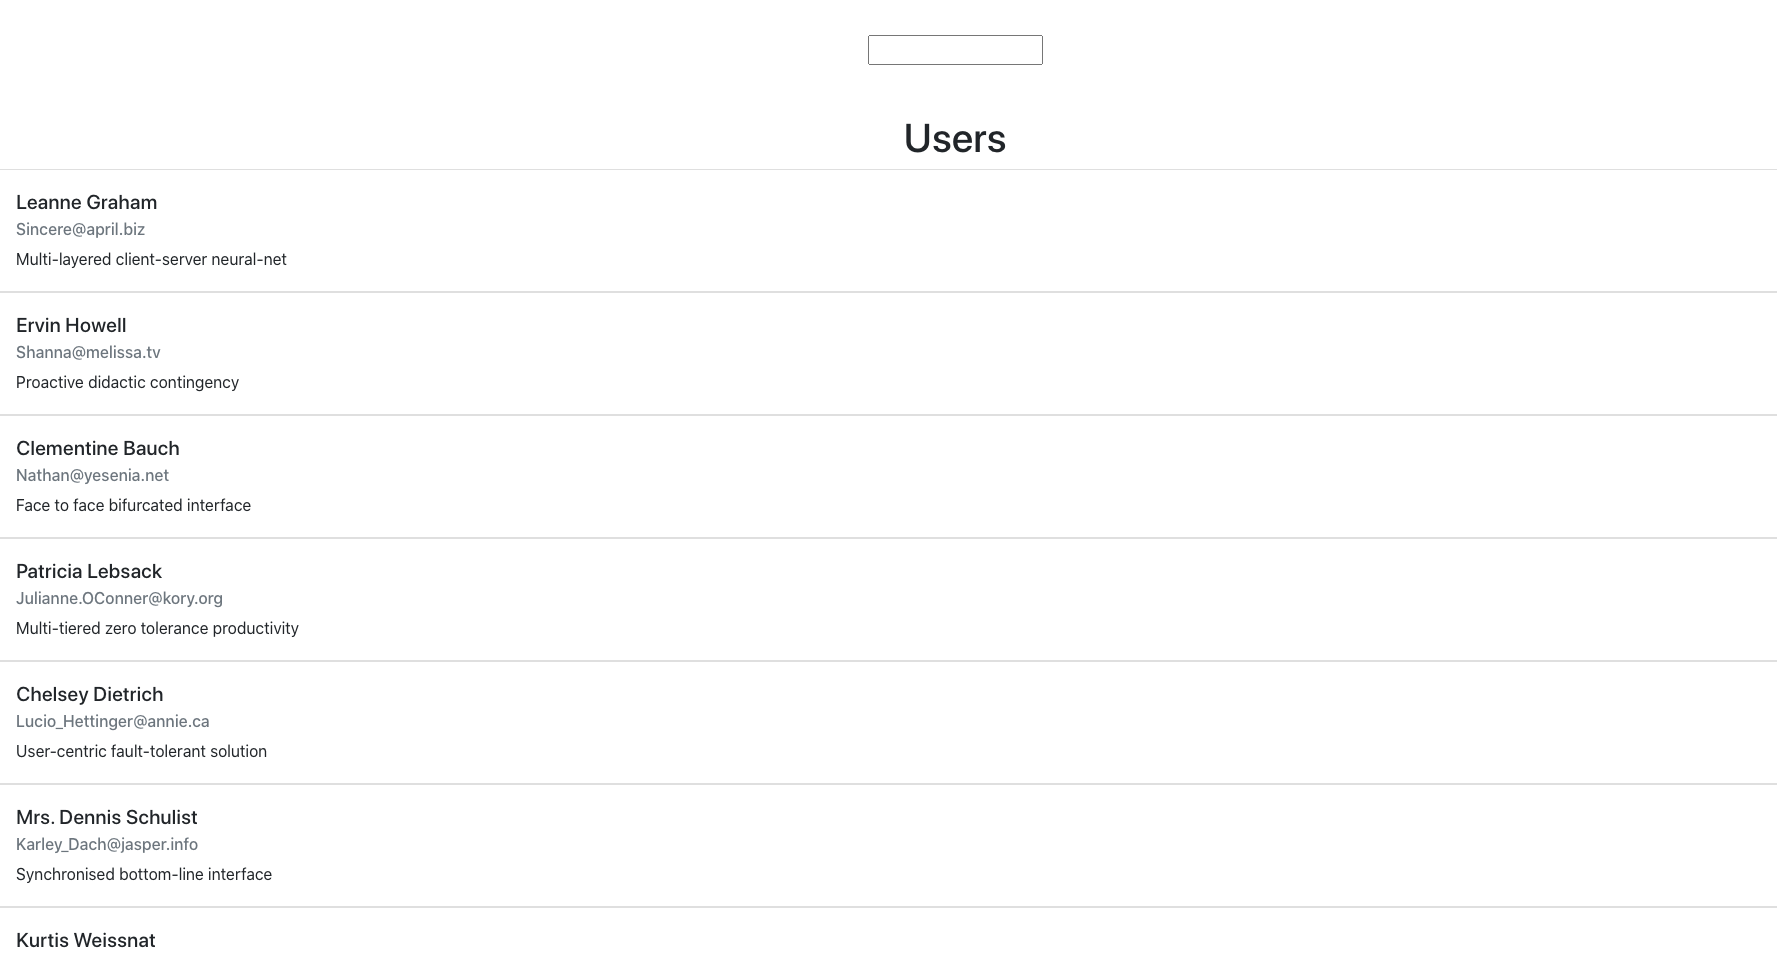 Users
Leanne Graham
Sincere@april.biz
Multi-layered client-server neural-net
Ervin Howell
Shanna@melissa.tv
Proactive didactic contingency
Clementine Bauch
Nathan@yesenia.net
Face to face bifurcated interface
Patricia Lebsack
Julianne.OConner@kory.org
Multi-tiered zero tolerance productivity
Chelsey Dietrich
Lucio_Hettinger@annie.ca
User-centric fault-tolerant solution
Mrs. Dennis Schulist
Karley_Dach@jasper.info
Synchronised bottom-line interface
Kurtis Weissnat